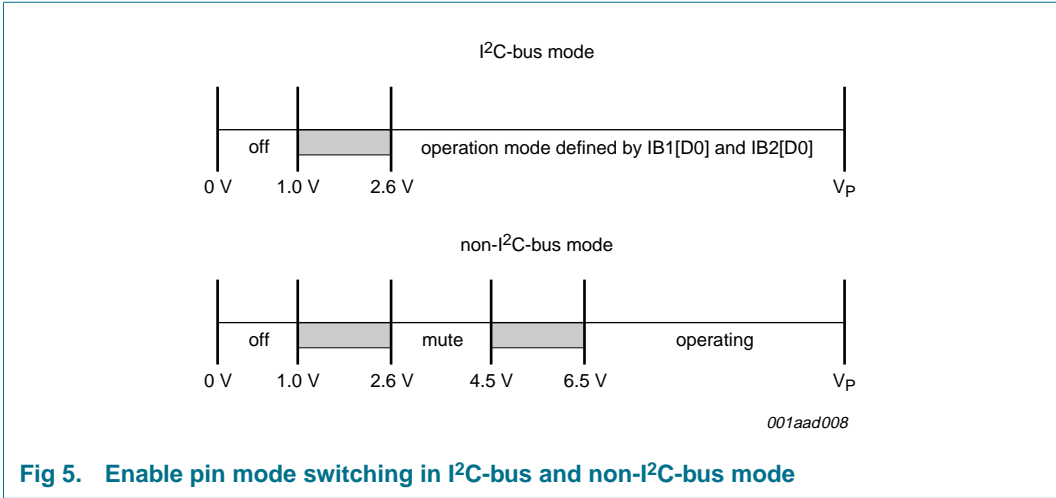 I²C-bus mode
off operation mode defined by IB1[D0] and IB2[D0]
0 V 1.0 V 2.6 V VP
non-I²C-bus mode
off mute operating
0 V 1.0 V 2.6 V 4.5 V 6.5 V VP
001aad008
Fig 5. Enable pin mode switching in I²C-bus and non-I²C-bus mode